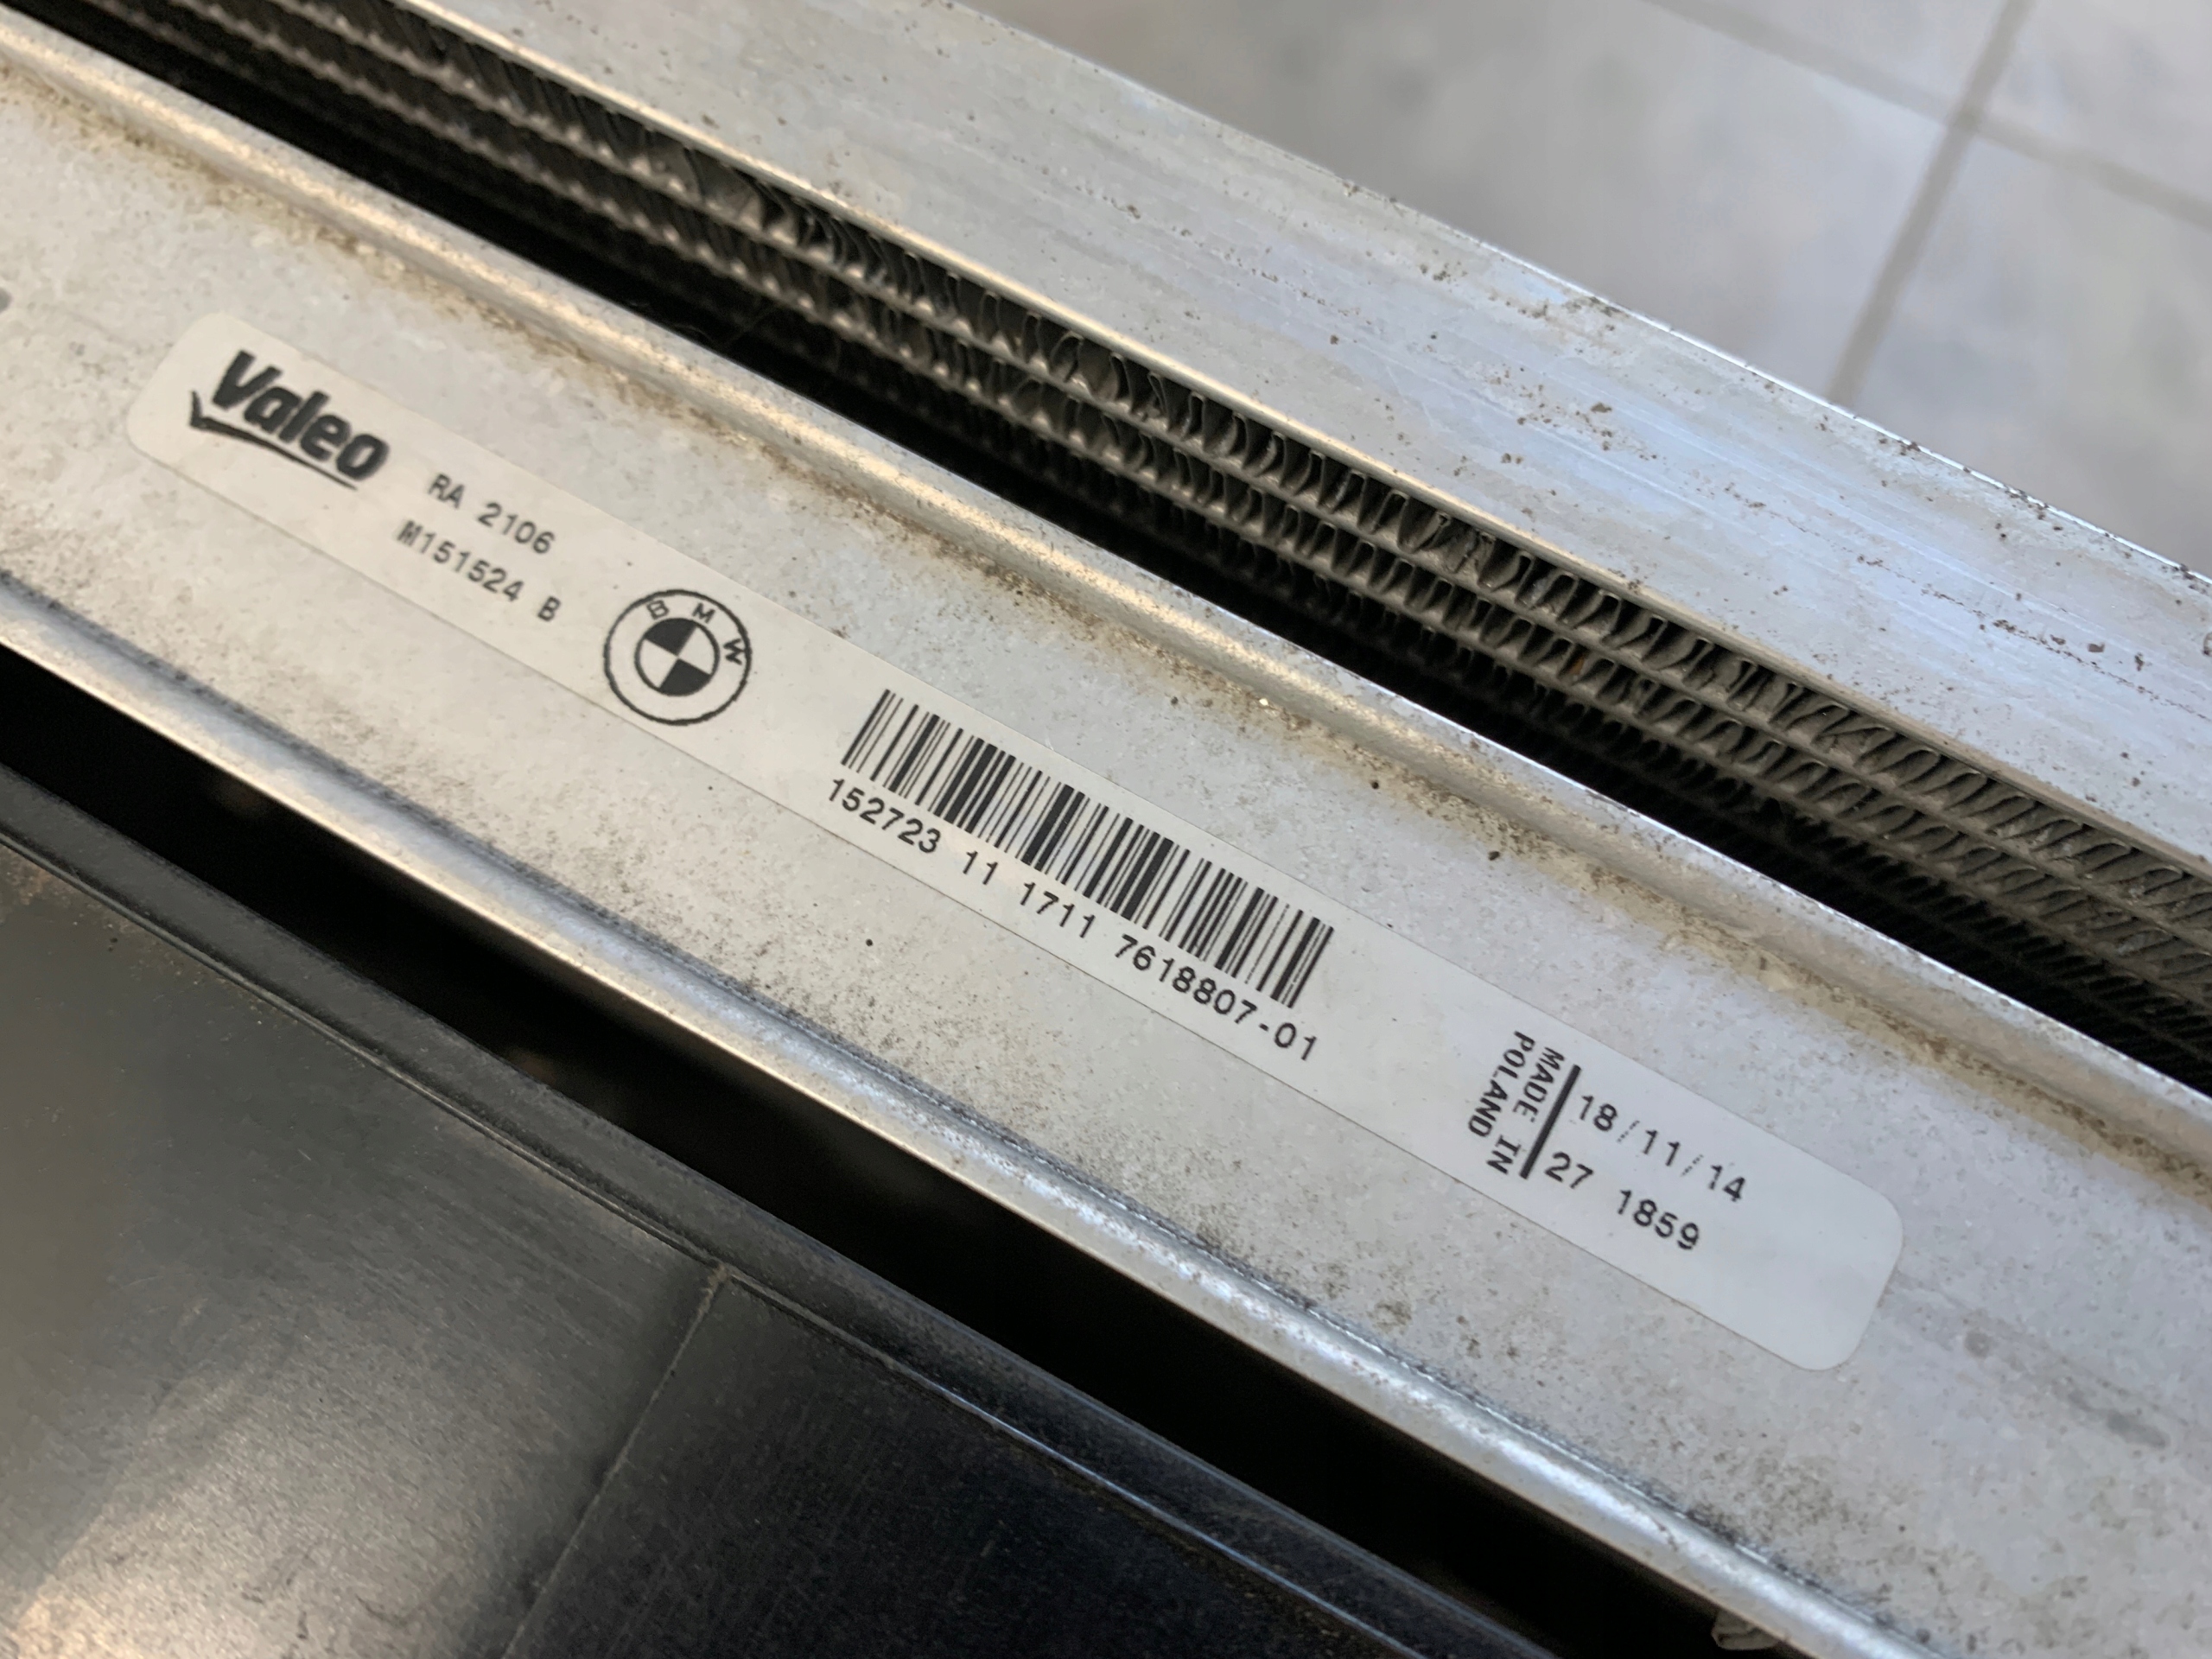 Valeo
RA 2106
M151524 B
BMW
152723 11 1711 7618807-01
MADE IN
POLAND
18/11/14
27 1859